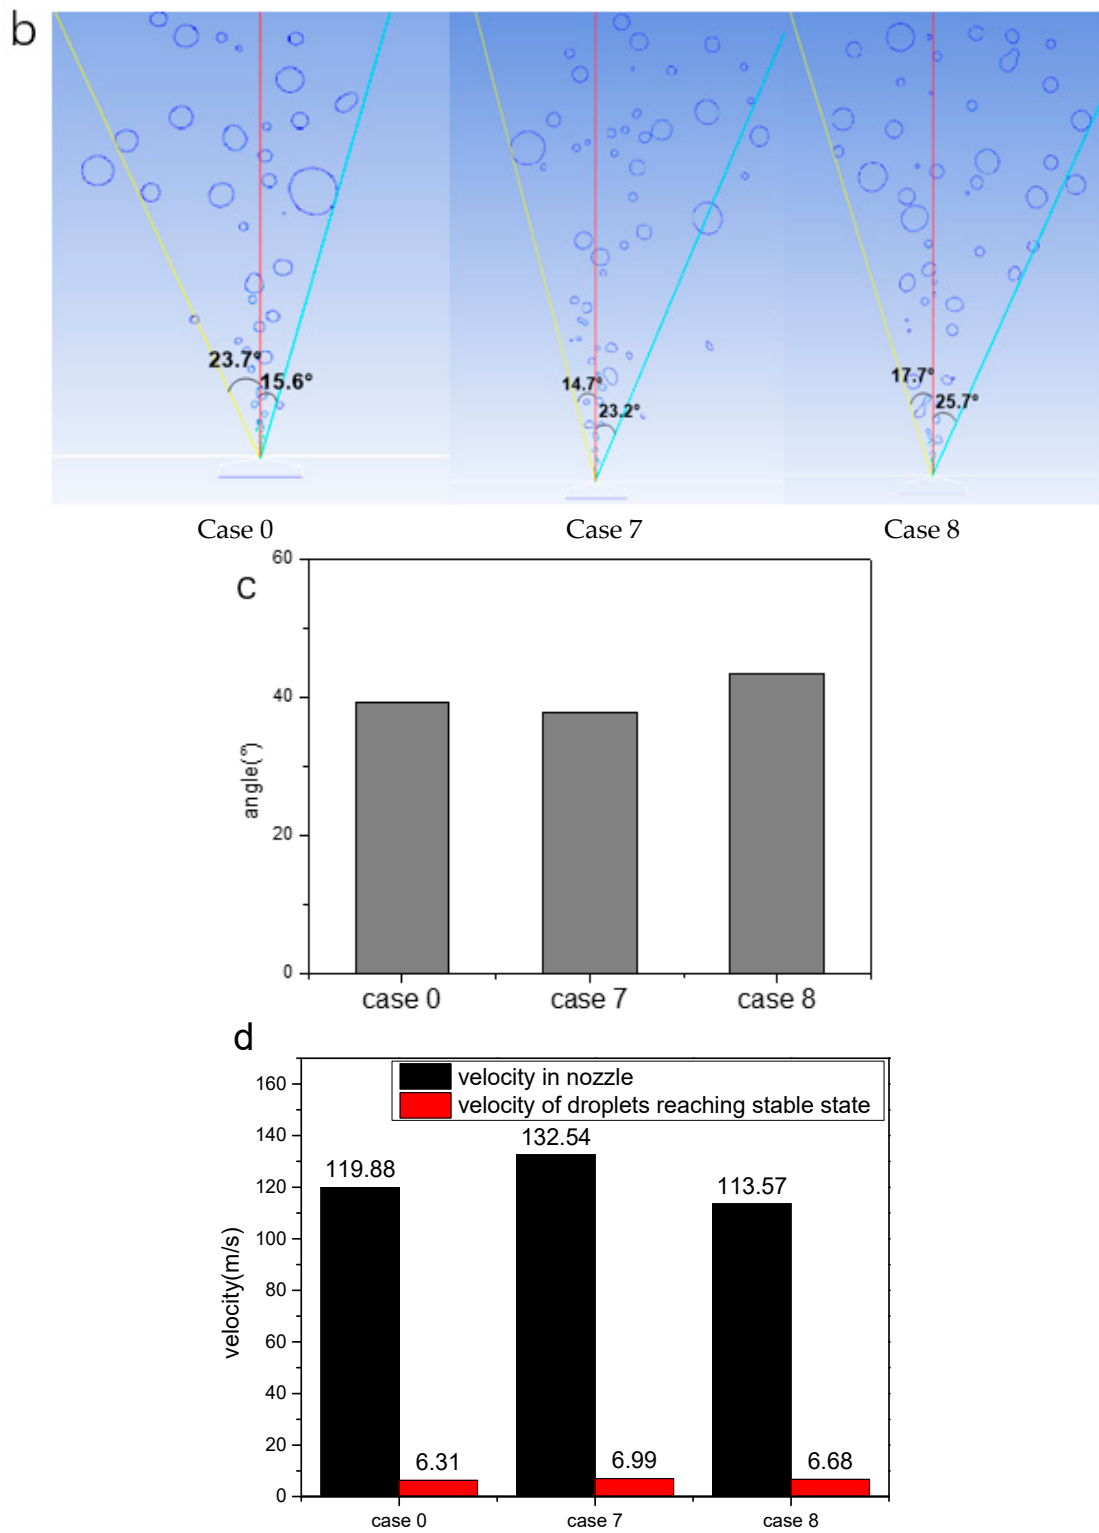 b
23.7°
15.6°
14.7°
23.2°
17.7°
25.7°
Case 0
Case 7
Case 8
c
60
40
20
0
angle(°)
case 0
case 7
case 8
d
velocity in nozzle
velocity of droplets reaching stable state
160
140
120
100
80
60
40
20
0
velocity(m/s)
119.88
132.54
113.57
6.31
6.99
6.68
case 0
case 7
case 8